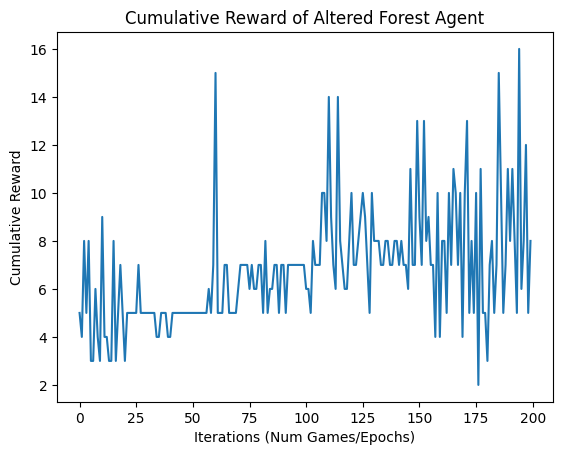 Cumulative Reward of Altered Forest Agent
16
14
12
10
8
6
4
2
Cumulative Reward
0 25 50 75 100 125 150 175 200
Iterations (Num Games/Epochs)